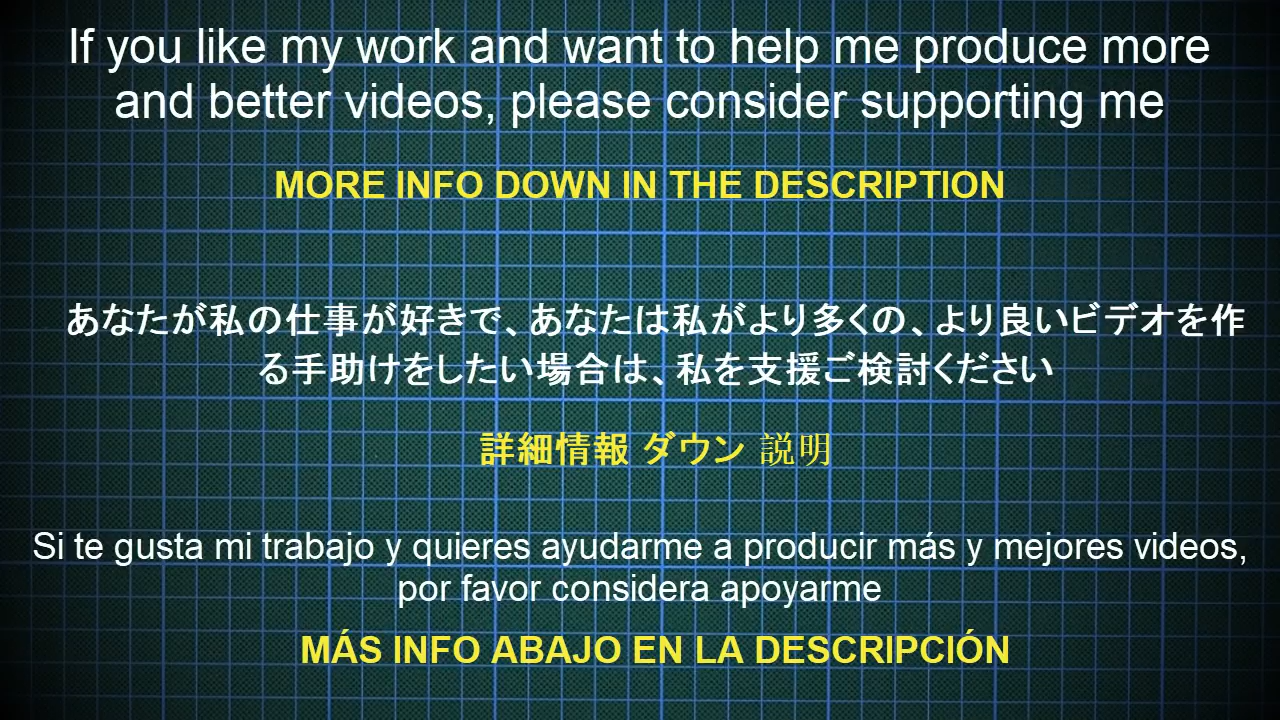 If you like my work and want to help me produce more
and better videos, please consider supporting me
MORE INFO DOWN IN THE DESCRIPTION
あなたが私の仕事が好きで、あなたは私がより多くの、より良いビデオを作
る手助けをしたい場合は、私を支援ご検討ください
詳細情報 ダウン 説明
Si te gusta mi trabajo y quieres ayudarme a producir más y mejores videos,
por favor considera apoyarme
MÁS INFO ABAJO EN LA DESCRIPCIÓN